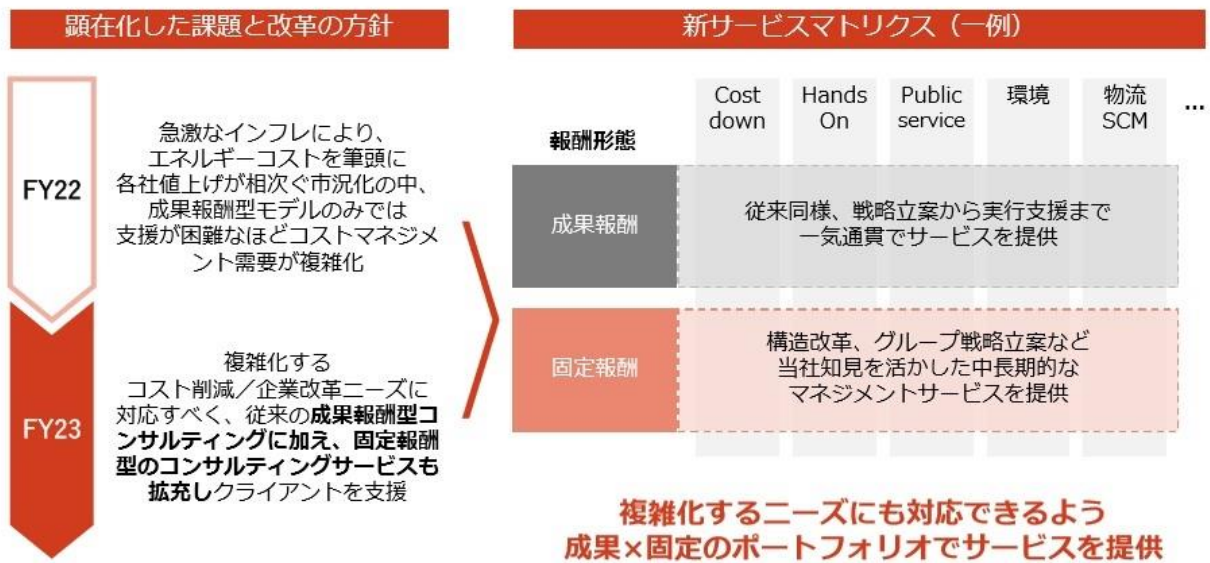 顕在化した課題と改革の方針
FY22
急激なインフレにより、
エネルギーコストを筆頭に
各社値上げが相次ぐ市況化の中、
成果報酬型モデルのみでは
支援が困難なほどコストマネジメ
ント需要が複雑化
FY23
複雑化する
コスト削減／企業改革ニーズに
対応すべく、従来の成果報酬型コ
ンサルティングに加え、固定報酬
型のコンサルティングサービスも
拡充しクライアントを支援
新サービスマトリクス（一例）
報酬形態
Cost
down
Hands
On
Public
service
環境
物流
SCM
...
成果報酬
従来同様、戦略立案から実行支援まで
一気通貫でサービスを提供
固定報酬
構造改革、グループ戦略立案など
当社知見を活かした中長期的な
マネジメントサービスを提供
複雑化するニーズにも対応できるよう
成果×固定のポートフォリオでサービスを提供